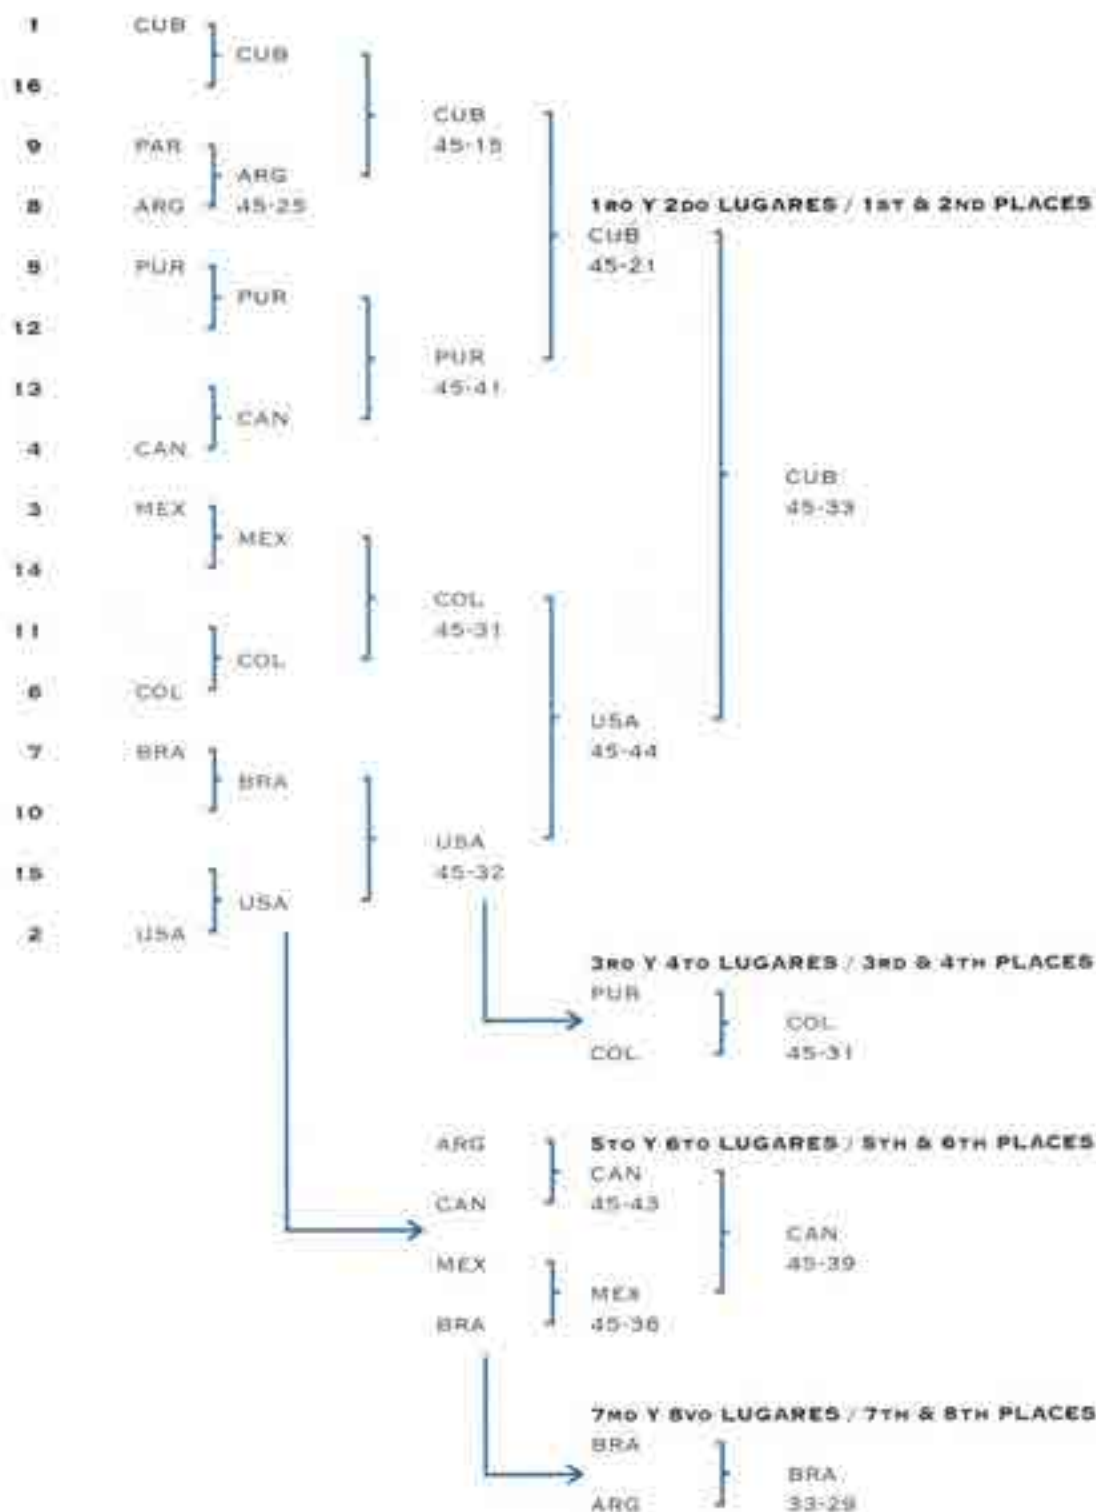 1 CUB
CUB
16
CUB
9 PAR 45-15
ARG
8 ARG 45-25 1RO Y 2DO LUGARES / 1ST & 2ND PLACES
CUB
5 PUR 45-21
PUR
12
PUR
13 45-41
CAN
4 CAN
CUB
3 MEX 45-33
MEX
14
COL
11 45-31
COL
6 COL
USA
7 BRA 45-44
BRA
10
USA
15 45-32
USA
2 USA
3RO Y 4TO LUGARES / 3RD & 4TH PLACES
PUR
COL
COL 45-31
ARG 5TO Y 6TO LUGARES / 5TH & 6TH PLACES
CAN
CAN 45-43
CAN
MEX 45-39
MEX
BRA 45-36
7MO Y 8VO LUGARES / 7TH & 8TH PLACES
BRA
BRA
ARG 33-29